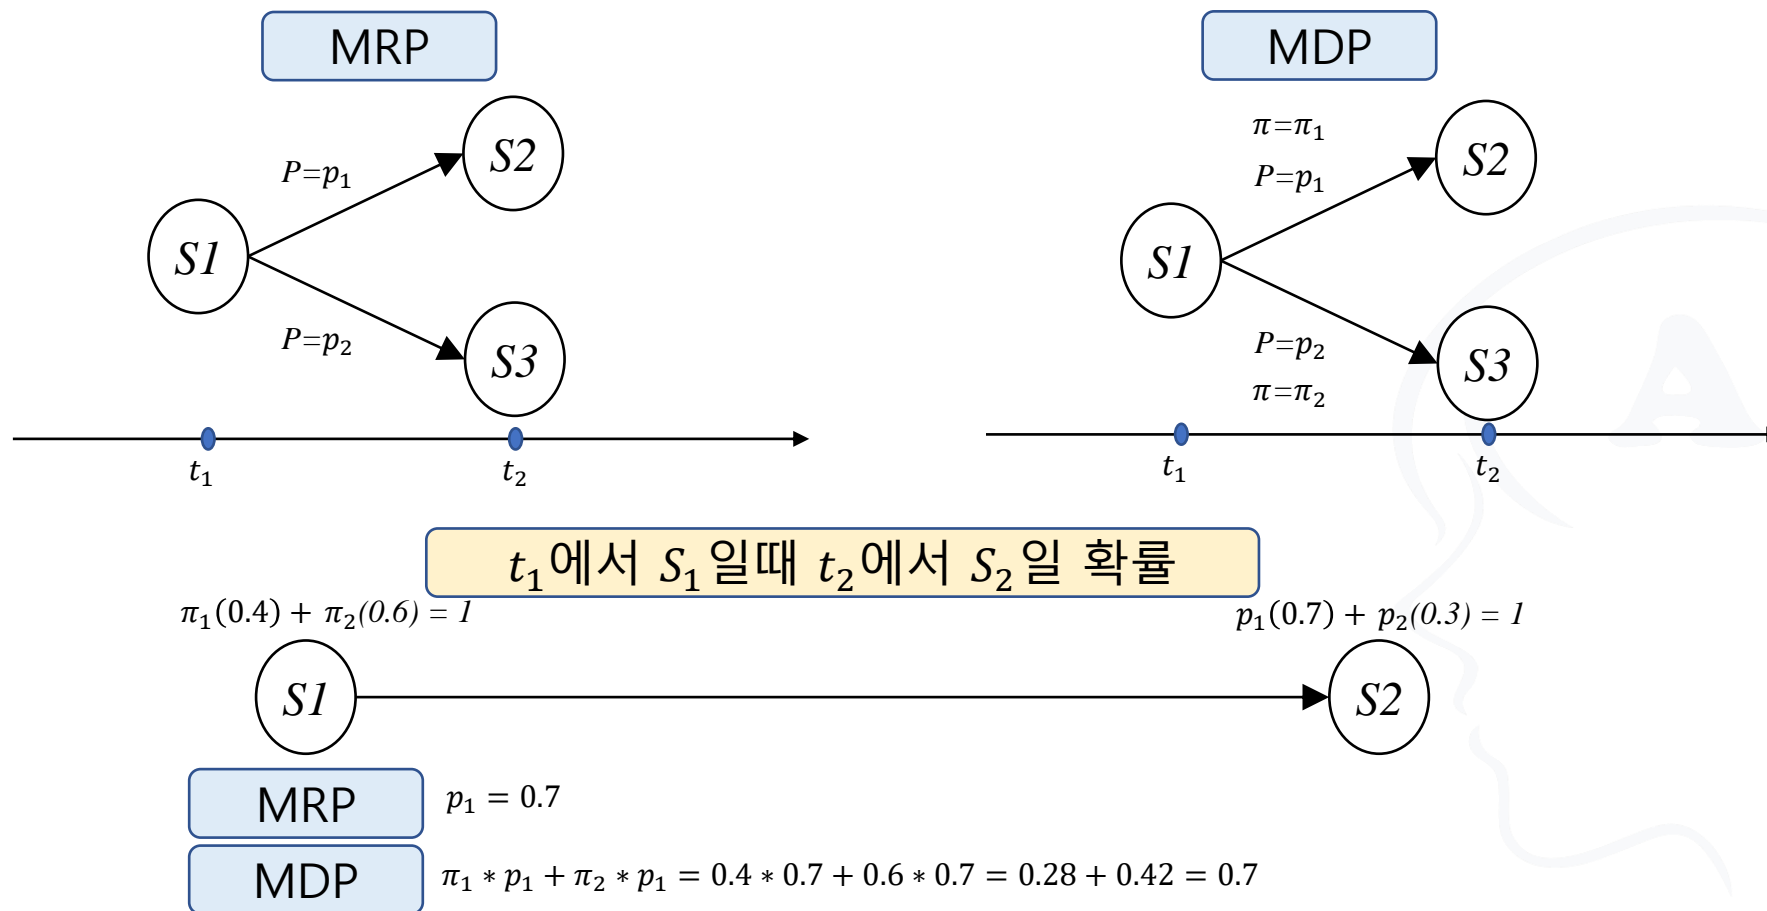 MRP
MDP
P=p₁
S2
S1
P=p₂
S3
t₁
t₂
π=π₁
P=p₁
S2
S1
P=p₂
π=π₂
S3
t₁
t₂
t₁에서 S₁일때 t₂에서 S₂일 확률
π₁(0.4) + π₂(0.6) = 1
p₁(0.7) + p₂(0.3) = 1
S1
S2
MRP
p₁ = 0.7
MDP
π₁ * p₁ + π₂ * p₁ = 0.4 * 0.7 + 0.6 * 0.7 = 0.28 + 0.42 = 0.7
A